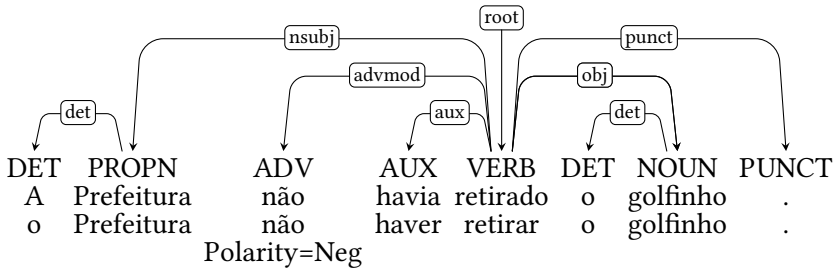 root
nsubj punct
advmod obj
det aux det
DET PROPN ADV AUX VERB DET NOUN PUNCT
A Prefeitura não havia retirado o golfinho .
o Prefeitura não haver retirar o golfinho .
Polarity=Neg